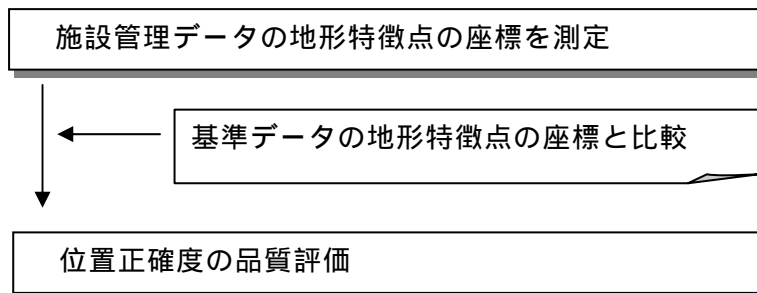 施設管理データの地形特徴点の座標を測定
基準データの地形特徴点の座標と比較
位置正確度の品質評価